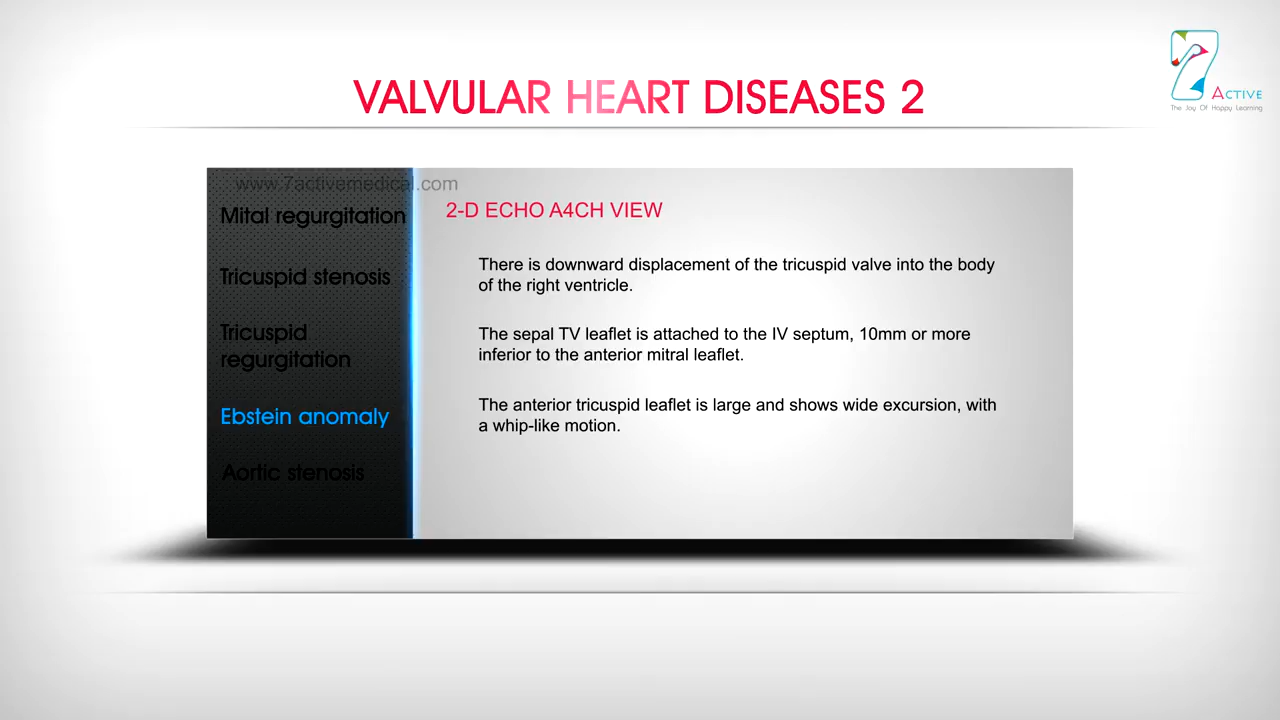 VALVULAR HEART DISEASES 2
7
ACTIVE
The Joy Of Happy Learning
www.7activemedical.com
Mital regurgitation
Tricuspid stenosis
Tricuspid
regurgitation
Ebstein anomaly
Aortic stenosis
2-D ECHO A4CH VIEW
There is downward displacement of the tricuspid valve into the body
of the right ventricle.
The sepal TV leaflet is attached to the IV septum, 10mm or more
inferior to the anterior mitral leaflet.
The anterior tricuspid leaflet is large and shows wide excursion, with
a whip-like motion.